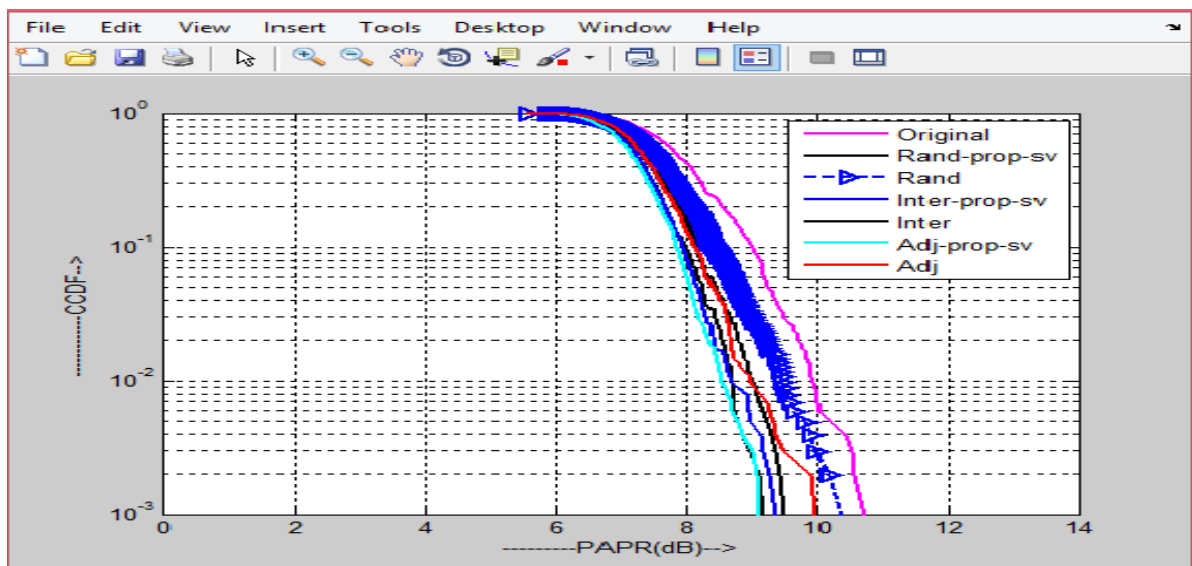 File Edit View Insert Tools Desktop Window Help
10^0
10^-1
10^-2
10^-3
---------CCDF-->
Original
Rand-prop-sv
Rand
Inter-prop-sv
Inter
Adj-prop-sv
Adj
0 2 4 6 8 10 12 14
---------PAPR(dB)-->